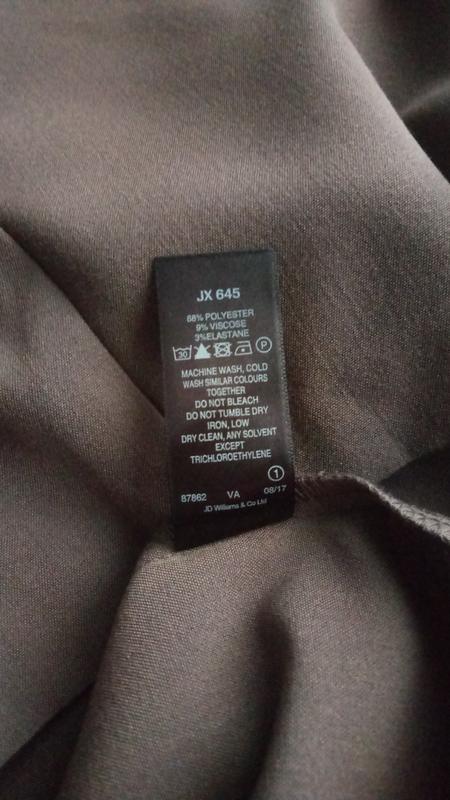 JX 645
68% POLYESTER
9% VISCOSE
3%ELASTANE
30 P
MACHINE WASH, COLD
WASH SIMILAR COLOURS
TOGETHER
DO NOT BLEACH
DO NOT TUMBLE DRY
IRON, LOW
DRY CLEAN, ANY SOLVENT
EXCEPT
TRICHLOROETHYLENE
1
87862 VA 08/17
JD Williams & Co Ltd